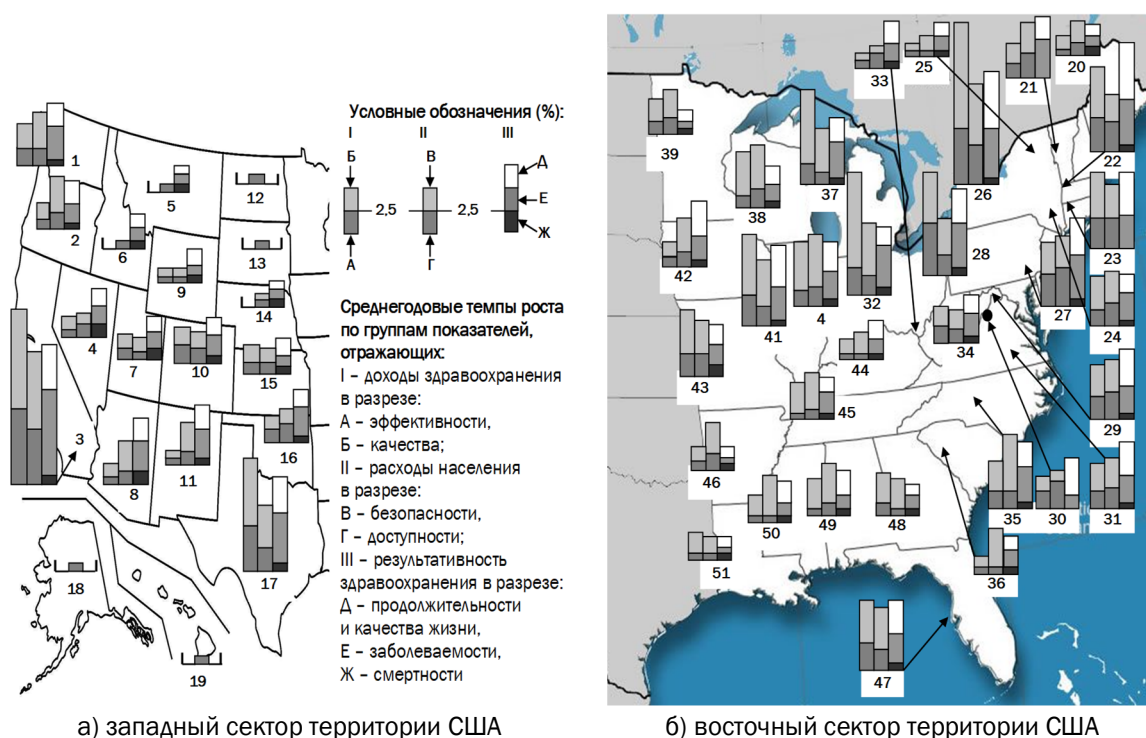 Условные обозначения (%):
I II III
Б В Д
2,5 2,5 Е
А Г Ж
Среднегодовые темпы роста
по группам показателей,
отражающих:
I – доходы здравоохранения
в разрезе:
А – эффективности,
Б – качества;
II – расходы населения
в разрезе:
В – безопасности,
Г – доступности;
III – результативность
здравоохранения в разрезе:
Д – продолжительности
и качества жизни,
Е – заболеваемости,
Ж – смертности
1
2
5
12
6
13
9
14
4
7
10
15
3
8
11
16
17
18
19
а) западный сектор территории США
33
25
21
20
39
37
26
22
38
42
28
23
41
4
32
27
24
43
44
34
45
29
46
50
49
48
35
30
31
51
36
47
б) восточный сектор территории США